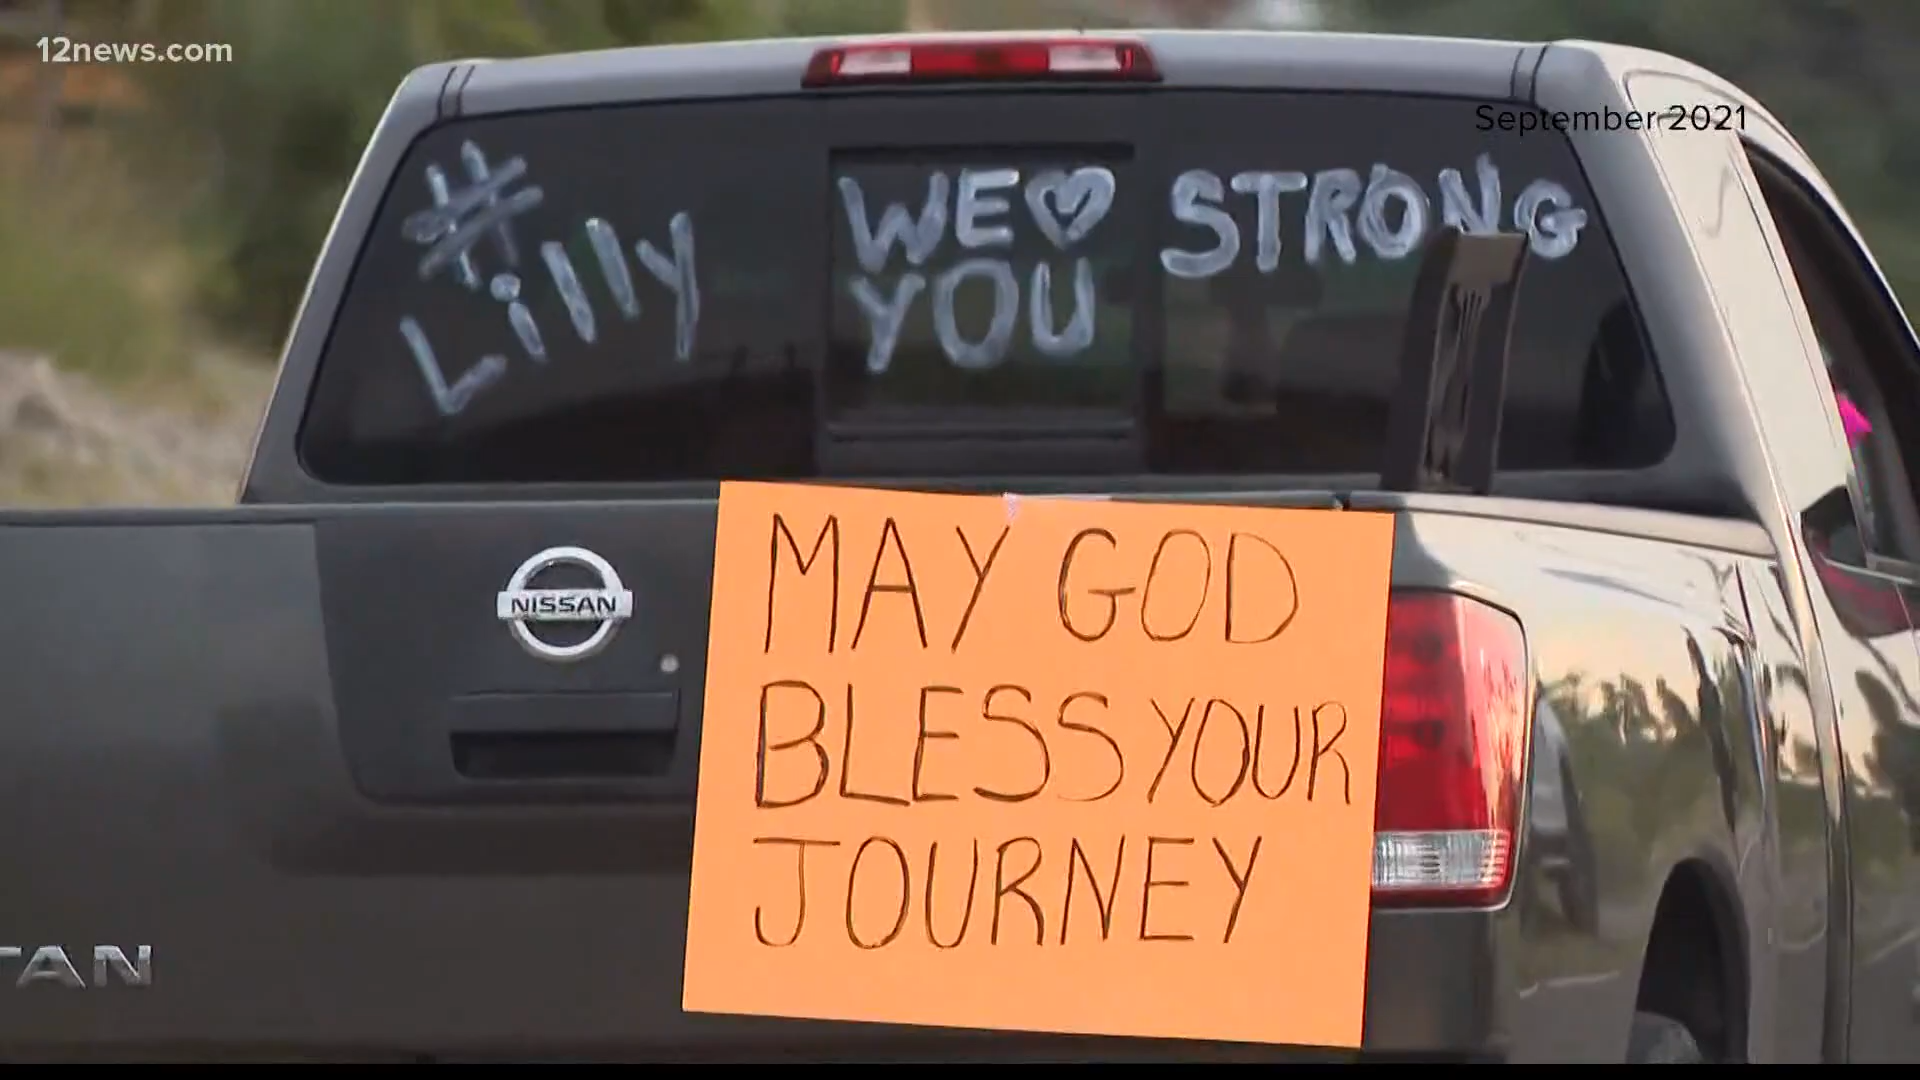 12news.com
September 2021
#
Lilly
WE♡
YOU
STRONG
NISSAN
MAY GOD
BLESS YOUR
JOURNEY
TAN